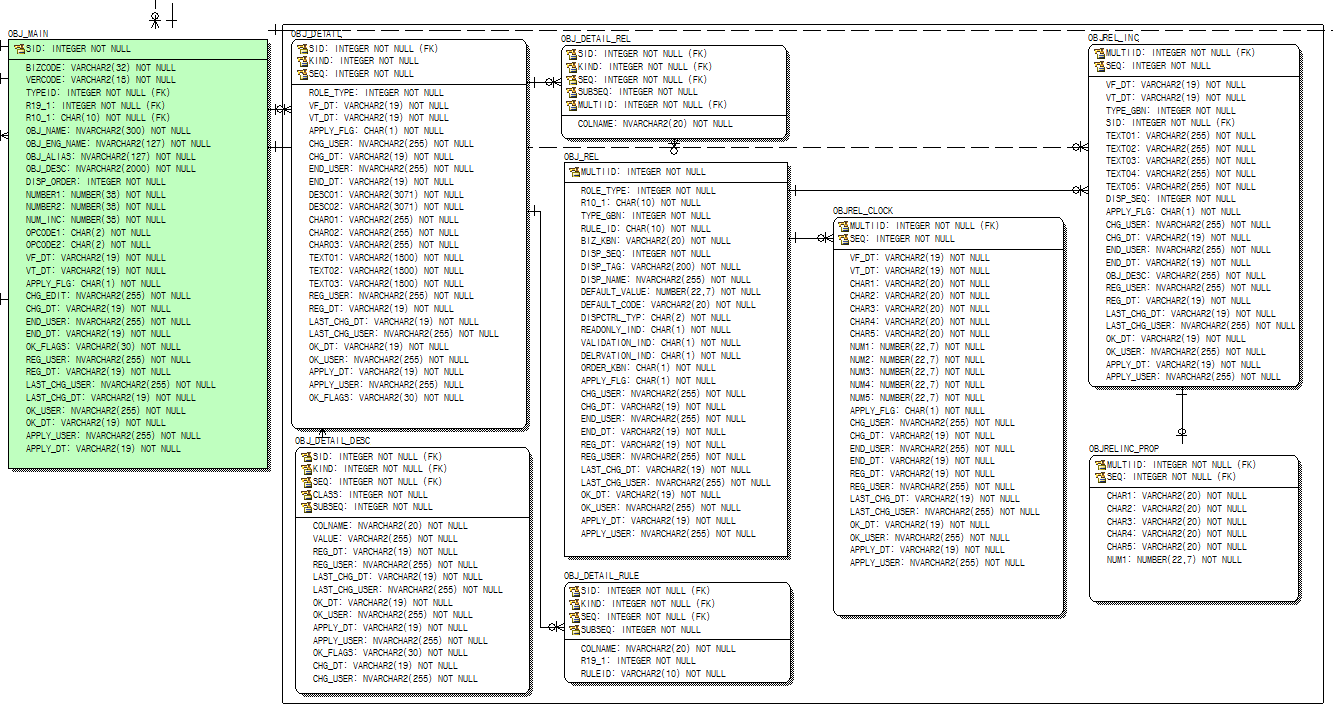 OBJ_MAIN
SID: INTEGER NOT NULL
BIZCODE: VARCHAR2(32) NOT NULL
VERCODE: VARCHAR2(18) NOT NULL
TYPEID: INTEGER NOT NULL (FK)
R19_1: INTEGER NOT NULL (FK)
R10_1: CHAR(10) NOT NULL (FK)
OBJ_NAME: NVARCHAR2(300) NOT NULL
OBJ_ENG_NAME: NVARCHAR2(127) NOT NULL
OBJ_ALIAS: NVARCHAR2(127) NOT NULL
OBJ_DESC: NVARCHAR2(2000) NOT NULL
DISP_ORDER: INTEGER NOT NULL
NUMBER1: NUMBER(38) NOT NULL
NUMBER2: NUMBER(38) NOT NULL
NUM_INC: NUMBER(38) NOT NULL
OPCODE1: CHAR(2) NOT NULL
OPCODE2: CHAR(2) NOT NULL
VF_DT: VARCHAR2(19) NOT NULL
VT_DT: VARCHAR2(19) NOT NULL
APPLY_FLG: CHAR(1) NOT NULL
CHG_EDIT: NVARCHAR2(255) NOT NULL
CHG_DT: VARCHAR2(19) NOT NULL
END_USER: NVARCHAR2(255) NOT NULL
END_DT: VARCHAR2(19) NOT NULL
OK_FLAGS: VARCHAR2(30) NOT NULL
REG_USER: NVARCHAR2(255) NOT NULL
REG_DT: VARCHAR2(19) NOT NULL
LAST_CHG_USER: NVARCHAR2(255) NOT NULL
LAST_CHG_DT: VARCHAR2(19) NOT NULL
OK_USER: NVARCHAR2(255) NOT NULL
OK_DT: VARCHAR2(19) NOT NULL
APPLY_USER: NVARCHAR2(255) NOT NULL
APPLY_DT: VARCHAR2(19) NOT NULL
OBJ_DETAIL
SID: INTEGER NOT NULL (FK)
KIND: INTEGER NOT NULL (FK)
SEQ: INTEGER NOT NULL
ROLE_TYPE: INTEGER NOT NULL
VF_DT: VARCHAR2(19) NOT NULL
VT_DT: VARCHAR2(19) NOT NULL
APPLY_FLG: CHAR(1) NOT NULL
CHG_USER: NVARCHAR2(255) NOT NULL
CHG_DT: VARCHAR2(19) NOT NULL
END_USER: NVARCHAR2(255) NOT NULL
END_DT: VARCHAR2(19) NOT NULL
DESC01: NVARCHAR2(3071) NOT NULL
DESC02: NVARCHAR2(3071) NOT NULL
CHAR01: VARCHAR2(255) NOT NULL
CHAR02: VARCHAR2(255) NOT NULL
CHAR03: VARCHAR2(255) NOT NULL
TEXT01: VARCHAR2(1800) NOT NULL
TEXT02: VARCHAR2(1800) NOT NULL
TEXT03: VARCHAR2(1800) NOT NULL
REG_USER: NVARCHAR2(255) NOT NULL
REG_DT: VARCHAR2(19) NOT NULL
LAST_CHG_DT: VARCHAR2(19) NOT NULL
LAST_CHG_USER: NVARCHAR2(255) NOT NULL
OK_DT: VARCHAR2(19) NOT NULL
OK_USER: NVARCHAR2(255) NOT NULL
APPLY_DT: VARCHAR2(19) NOT NULL
APPLY_USER: NVARCHAR2(255) NOT NULL
OK_FLAGS: VARCHAR2(30) NOT NULL
OBJ_DETAIL_DESC
SID: INTEGER NOT NULL (FK)
KIND: INTEGER NOT NULL (FK)
SEQ: INTEGER NOT NULL (FK)
CLASS: INTEGER NOT NULL
SUBSEQ: INTEGER NOT NULL
COLNAME: NVARCHAR2(20) NOT NULL
VALUE: NVARCHAR2(255) NOT NULL
REG_DT: VARCHAR2(19) NOT NULL
REG_USER: NVARCHAR2(255) NOT NULL
LAST_CHG_DT: VARCHAR2(19) NOT NULL
LAST_CHG_USER: NVARCHAR2(255) NOT NULL
OK_DT: VARCHAR2(19) NOT NULL
OK_USER: NVARCHAR2(255) NOT NULL
APPLY_DT: VARCHAR2(19) NOT NULL
APPLY_USER: NVARCHAR2(255) NOT NULL
OK_FLAGS: NVARCHAR2(30) NOT NULL
CHG_DT: VARCHAR2(19) NOT NULL
CHG_USER: NVARCHAR2(255) NOT NULL
OBJ_DETAIL_REL
SID: INTEGER NOT NULL (FK)
KIND: INTEGER NOT NULL (FK)
SEQ: INTEGER NOT NULL (FK)
SUBSEQ: INTEGER NOT NULL
MULTIID: INTEGER NOT NULL (FK)
COLNAME: NVARCHAR2(20) NOT NULL
OBJ_REL
MULTIID: INTEGER NOT NULL
ROLE_TYPE: INTEGER NOT NULL
R10_1: CHAR(10) NOT NULL
TYPE_GBN: INTEGER NOT NULL
RULE_ID: CHAR(10) NOT NULL
BIZ_KBN: VARCHAR2(20) NOT NULL
DISP_SEQ: INTEGER NOT NULL
DISP_TAG: VARCHAR2(200) NOT NULL
DISP_NAME: NVARCHAR2(255) NOT NULL
DEFAULT_VALUE: NUMBER(22,7) NOT NULL
DEFAULT_CODE: VARCHAR2(20) NOT NULL
DISPCTRL_TYP: CHAR(2) NOT NULL
READONLY_IND: CHAR(1) NOT NULL
VALIDATION_IND: CHAR(1) NOT NULL
DELRVATION_IND: CHAR(1) NOT NULL
ORDER_KBN: CHAR(1) NOT NULL
APPLY_FLG: CHAR(1) NOT NULL
CHG_USER: NVARCHAR2(255) NOT NULL
CHG_DT: VARCHAR2(19) NOT NULL
END_USER: NVARCHAR2(255) NOT NULL
END_DT: VARCHAR2(19) NOT NULL
REG_DT: VARCHAR2(19) NOT NULL
REG_USER: NVARCHAR2(255) NOT NULL
LAST_CHG_DT: VARCHAR2(19) NOT NULL
LAST_CHG_USER: NVARCHAR2(255) NOT NULL
OK_DT: VARCHAR2(19) NOT NULL
OK_USER: NVARCHAR2(255) NOT NULL
APPLY_DT: VARCHAR2(19) NOT NULL
APPLY_USER: NVARCHAR2(255) NOT NULL
OBJ_DETAIL_RULE
SID: INTEGER NOT NULL (FK)
KIND: INTEGER NOT NULL (FK)
SEQ: INTEGER NOT NULL (FK)
SUBSEQ: INTEGER NOT NULL
COLNAME: NVARCHAR2(20) NOT NULL
R19_1: INTEGER NOT NULL
RULEID: VARCHAR2(10) NOT NULL
OBJREL_CLOCK
MULTIID: INTEGER NOT NULL (FK)
SEQ: INTEGER NOT NULL
VF_DT: VARCHAR2(19) NOT NULL
VT_DT: VARCHAR2(19) NOT NULL
CHAR1: VARCHAR2(20) NOT NULL
CHAR2: VARCHAR2(20) NOT NULL
CHAR3: VARCHAR2(20) NOT NULL
CHAR4: VARCHAR2(20) NOT NULL
CHAR5: VARCHAR2(20) NOT NULL
NUM1: NUMBER(22,7) NOT NULL
NUM2: NUMBER(22,7) NOT NULL
NUM3: NUMBER(22,7) NOT NULL
NUM4: NUMBER(22,7) NOT NULL
NUM5: NUMBER(22,7) NOT NULL
APPLY_FLG: CHAR(1) NOT NULL
CHG_USER: NVARCHAR2(255) NOT NULL
CHG_DT: VARCHAR2(19) NOT NULL
END_USER: NVARCHAR2(255) NOT NULL
END_DT: VARCHAR2(19) NOT NULL
REG_DT: VARCHAR2(19) NOT NULL
REG_USER: NVARCHAR2(255) NOT NULL
LAST_CHG_DT: VARCHAR2(19) NOT NULL
LAST_CHG_USER: NVARCHAR2(255) NOT NULL
OK_DT: VARCHAR2(19) NOT NULL
OK_USER: NVARCHAR2(255) NOT NULL
APPLY_DT: VARCHAR2(19) NOT NULL
APPLY_USER: NVARCHAR2(255) NOT NULL
OBJREL_INC
MULTIID: INTEGER NOT NULL (FK)
SEQ: INTEGER NOT NULL
VF_DT: VARCHAR2(19) NOT NULL
VT_DT: VARCHAR2(19) NOT NULL
TYPE_GBN: INTEGER NOT NULL
SID: INTEGER NOT NULL (FK)
TEXT01: VARCHAR2(255) NOT NULL
TEXT02: VARCHAR2(255) NOT NULL
TEXT03: VARCHAR2(255) NOT NULL
TEXT04: VARCHAR2(255) NOT NULL
TEXT05: VARCHAR2(255) NOT NULL
DISP_SEQ: INTEGER NOT NULL
APPLY_FLG: CHAR(1) NOT NULL
CHG_USER: NVARCHAR2(255) NOT NULL
CHG_DT: VARCHAR2(19) NOT NULL
END_USER: NVARCHAR2(255) NOT NULL
END_DT: VARCHAR2(19) NOT NULL
OBJ_DESC: VARCHAR2(255) NOT NULL
REG_USER: NVARCHAR2(255) NOT NULL
REG_DT: VARCHAR2(19) NOT NULL
LAST_CHG_DT: VARCHAR2(19) NOT NULL
LAST_CHG_USER: NVARCHAR2(255) NOT NULL
OK_DT: VARCHAR2(19) NOT NULL
OK_USER: NVARCHAR2(255) NOT NULL
APPLY_DT: VARCHAR2(19) NOT NULL
APPLY_USER: NVARCHAR2(255) NOT NULL
OBJRELINC_PROP
MULTIID: INTEGER NOT NULL (FK)
SEQ: INTEGER NOT NULL (FK)
CHAR1: VARCHAR2(20) NOT NULL
CHAR2: VARCHAR2(20) NOT NULL
CHAR3: VARCHAR2(20) NOT NULL
CHAR4: VARCHAR2(20) NOT NULL
CHAR5: VARCHAR2(20) NOT NULL
NUM1: NUMBER(22,7) NOT NULL